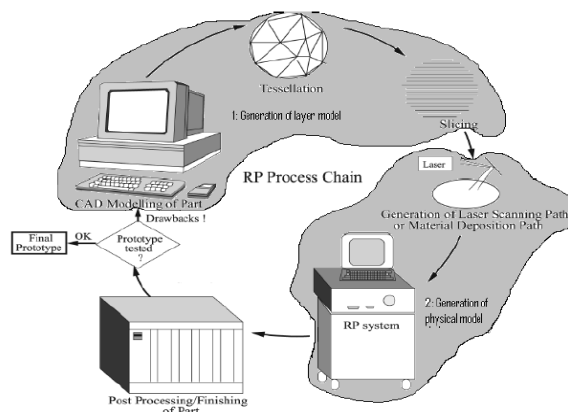 Tessellation
1: Generation of layer model
Slicing
Laser
RP Process Chain
CAD Modelling of Part
Generation of Laser Scanning Path
or Material Deposition Path
Drawbacks !
Final
Prototype
OK
Prototype
tested
?
2: Generation of
physical model
RP system
Post Processing/Finishing
of Part